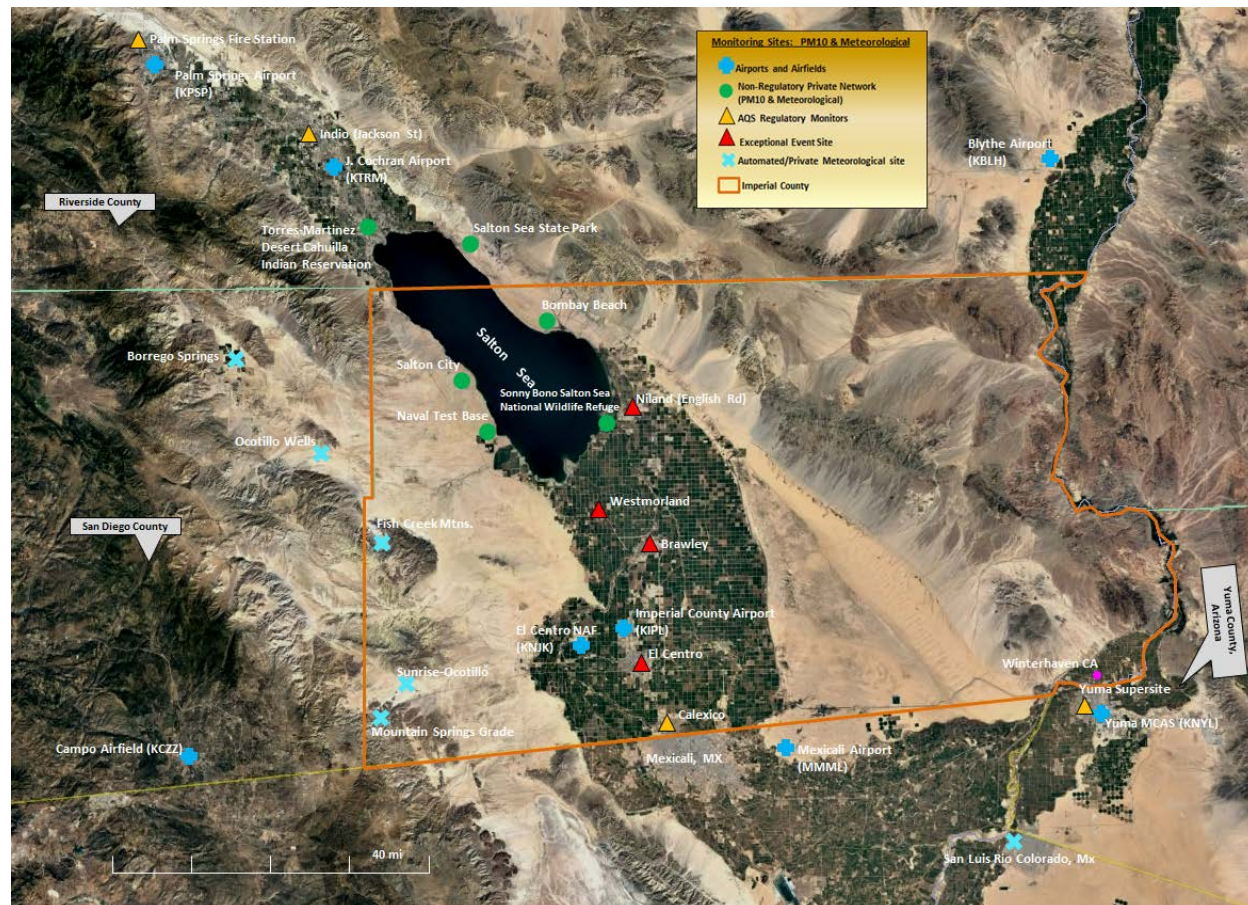 Palm Springs Fire Station
Palm Springs Airport
(KPSP)
Indio (Jackson St)
J. Cochran Airport
(KTRM)
Riverside County
Torres-Martinez
Desert Cahuilla
Indian Reservation
Salton Sea State Park
Monitoring Sites: PM10 & Meteorological
Airports and Airfields
Non-Regulatory Private Network
(PM10 & Meteorological)
AQS Regulatory Monitors
Exceptional Event Site
Automated/Private Meteorological site
Imperial County
Blythe Airport
(KBLH)
Bombay Beach
Salton Sea
Borrego Springs
Salton City
Sonny Bono Salton Sea
National Wildlife Refuge
Niland (English Rd)
Naval Test Base
Ocotillo Wells
Westmorland
San Diego County
Fish Creek Mtns.
Brawley
Imperial County Airport
(KIPL)
El Centro NAF
(KNJK)
El Centro
Yuma County,
Arizona
Winterhaven CA
Sunrise-Ocotillo
Yuma Supersite
Yuma MCAS (KNYL)
Calexico
Mountain Springs Grade
Campo Airfield (KCZZ)
Mexicali, MX
Mexicali Airport
(MMML)
40 mi
San Luis Rio Colorado, Mx